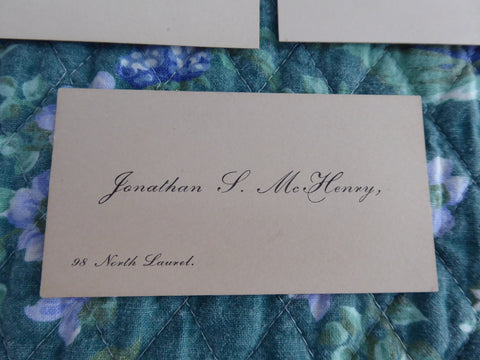 Jonathan S. McHenry,
98 North Laurel.